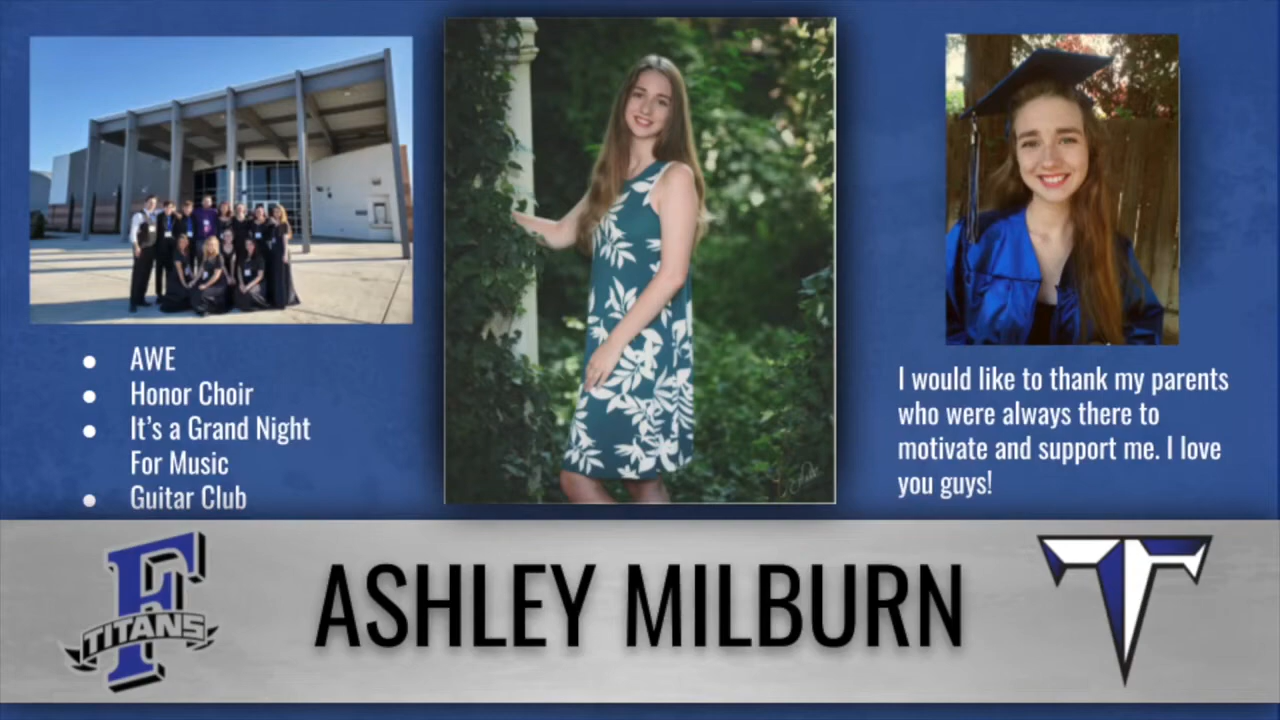 ● AWE
● Honor Choir
● It's a Grand Night
For Music
● Guitar Club
I would like to thank my parents
who were always there to
motivate and support me. I love
you guys!
F
TITANS
ASHLEY MILBURN
T